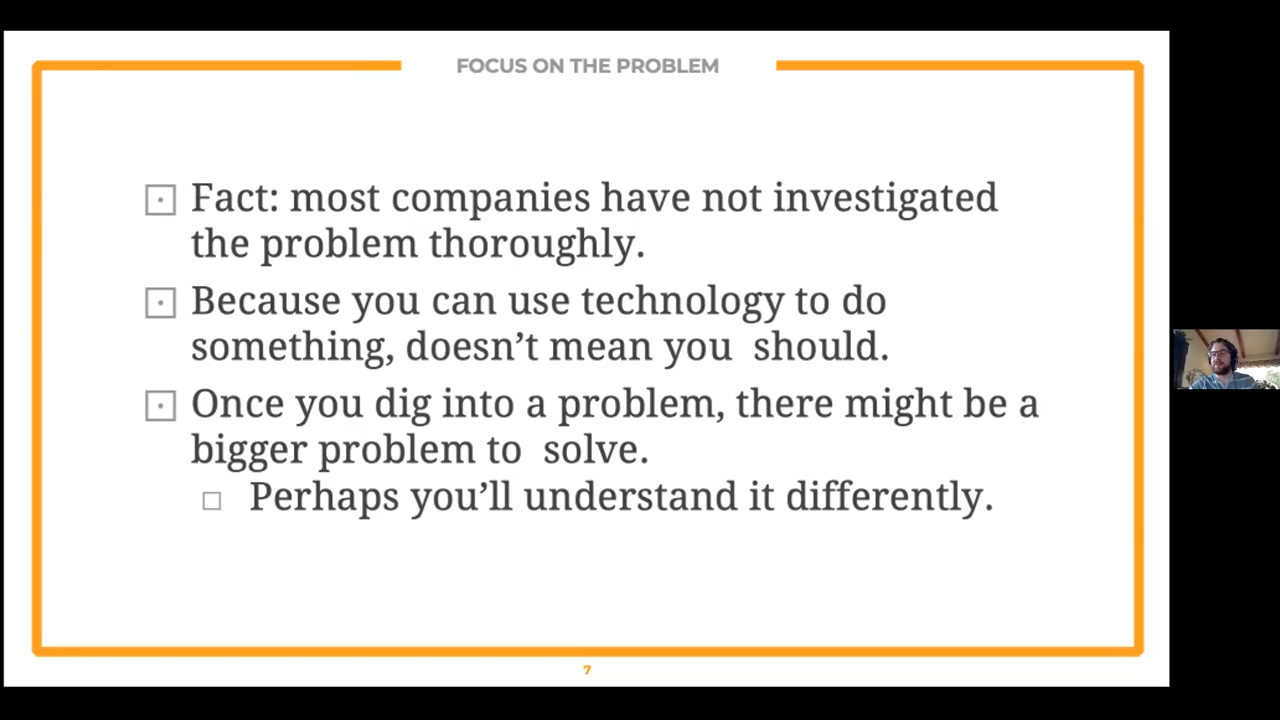 FOCUS ON THE PROBLEM
Fact: most companies have not investigated
the problem thoroughly.
Because you can use technology to do
something, doesn’t mean you  should.
Once you dig into a problem, there might be a
bigger problem to  solve.
Perhaps you’ll understand it differently.
7